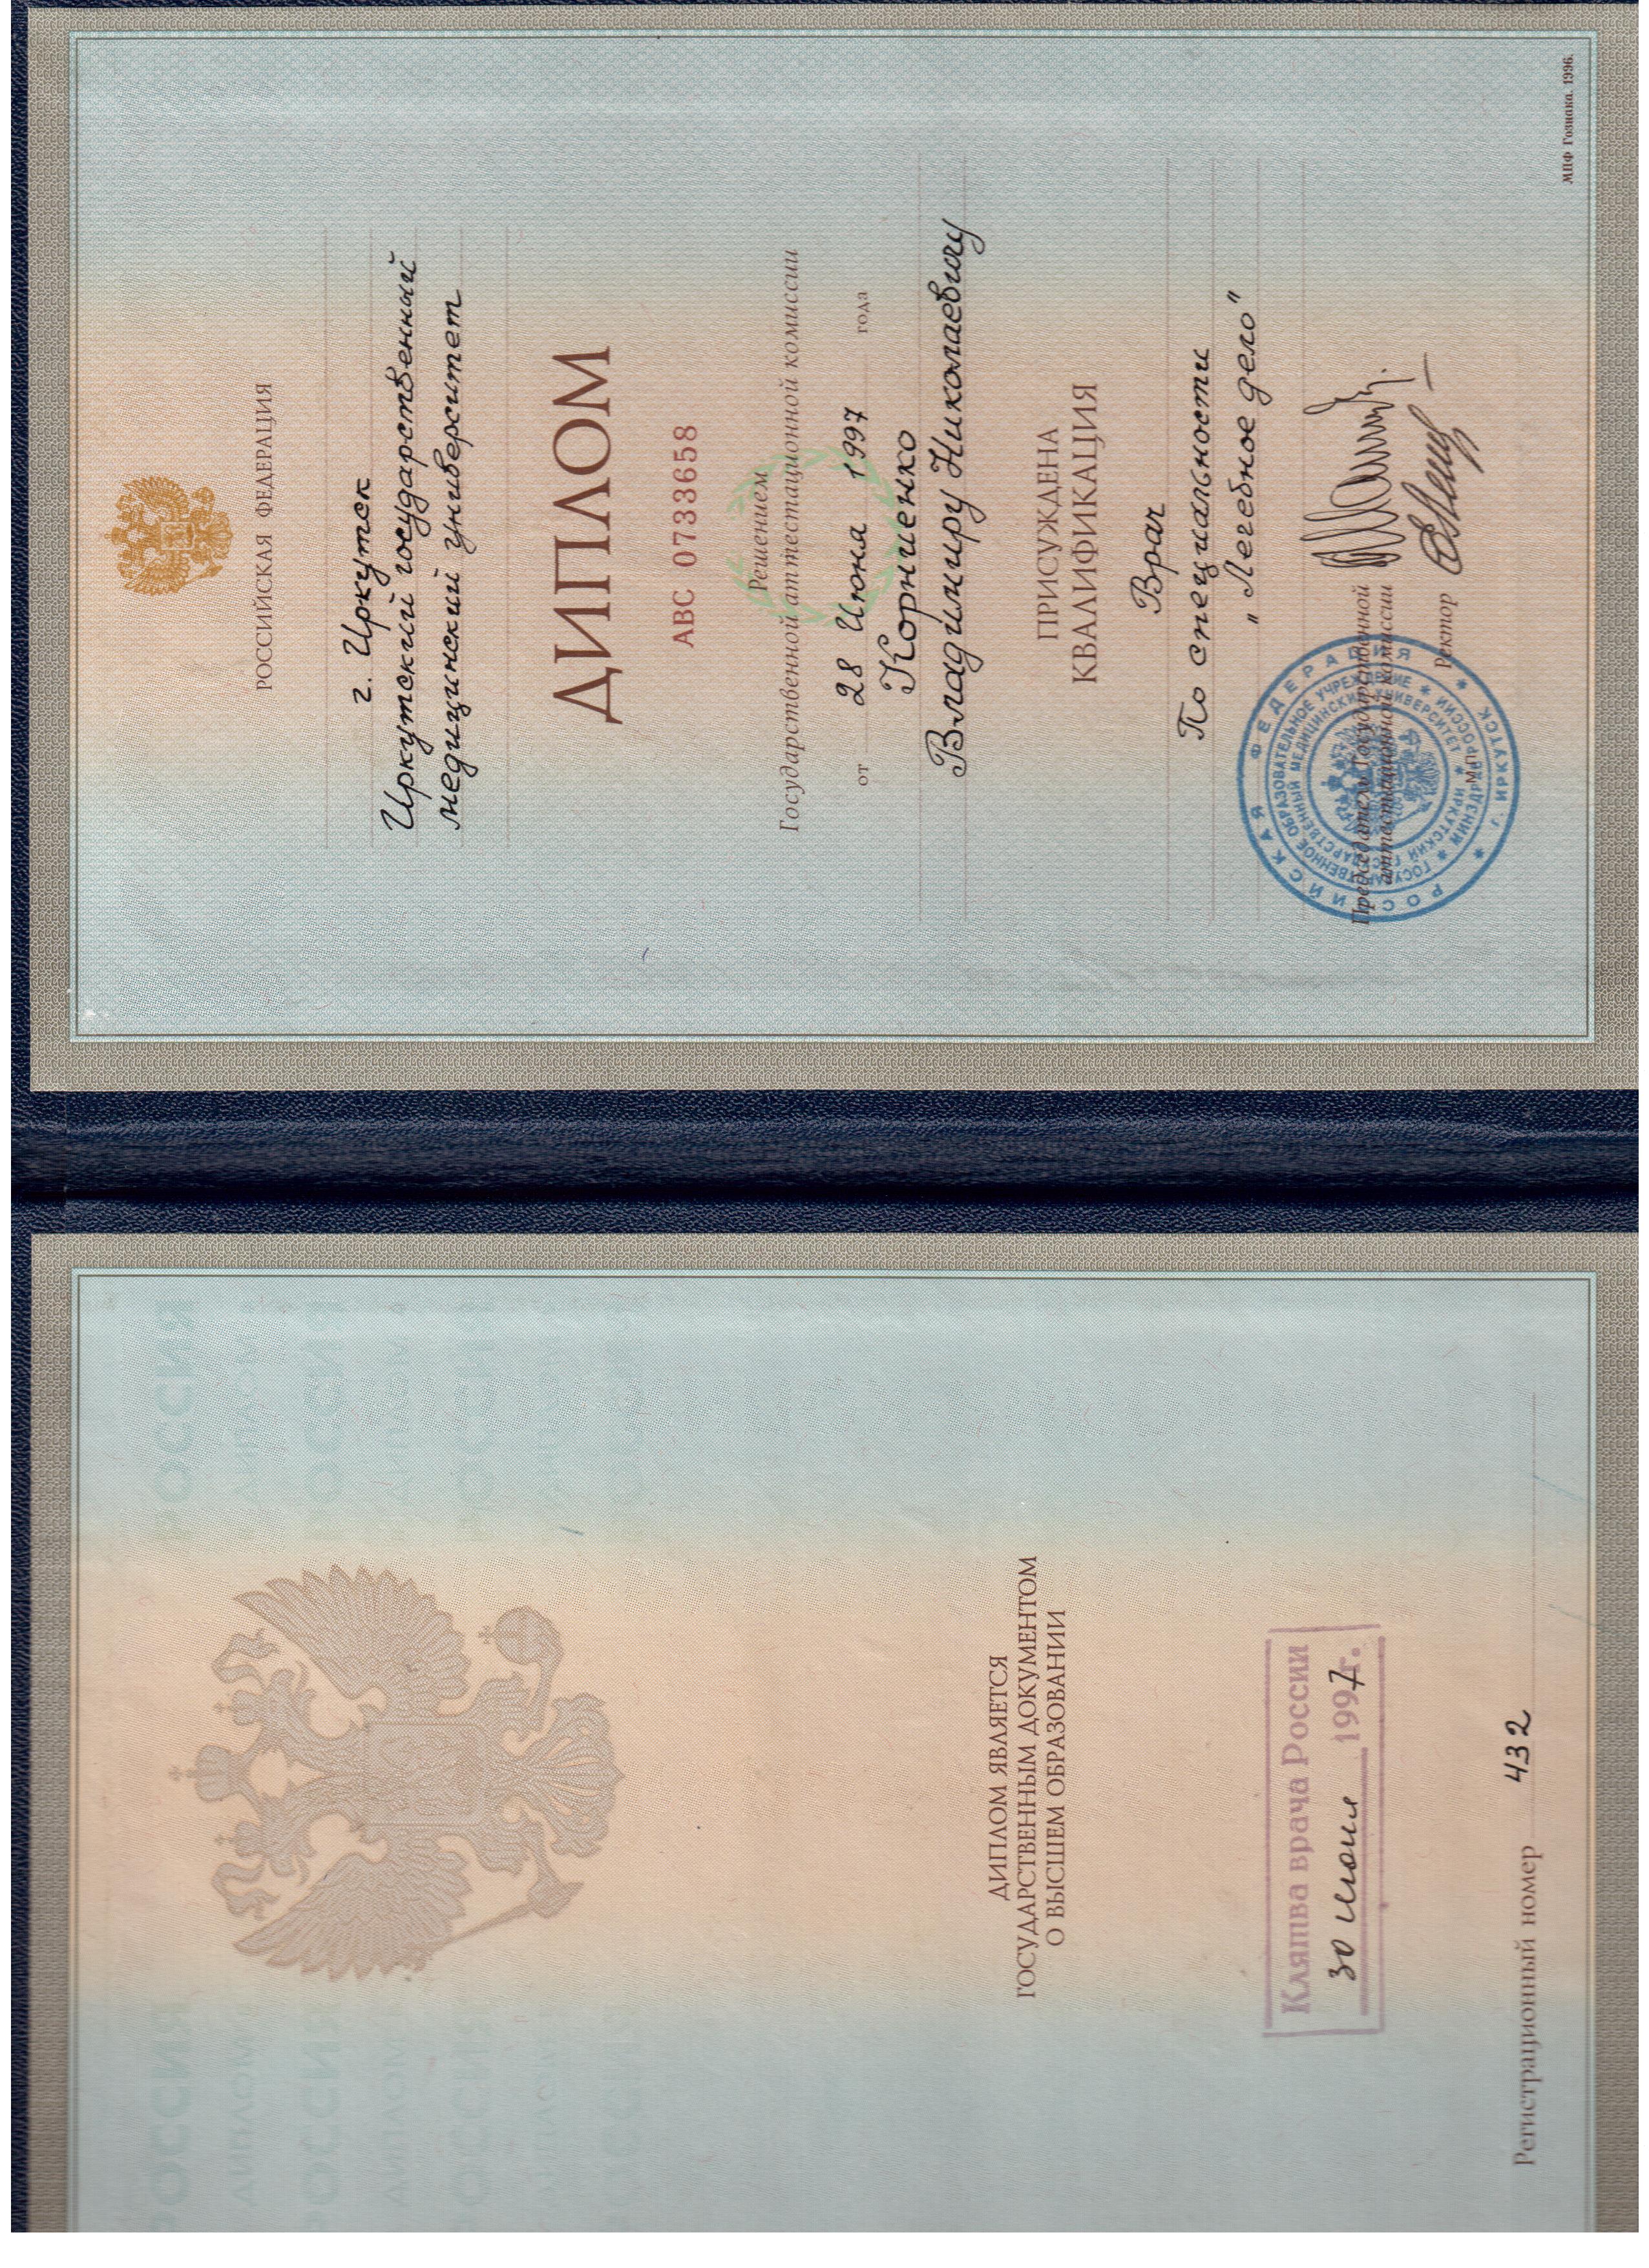 РОССИЯ РОССИЯ
ДИПЛОМ ДИПЛОМ
РОССИЯ РОССИЯ
ДИПЛОМ ДИПЛОМ
РОССИЯ РОССИЯ
ДИПЛОМ ДИПЛОМ
РОССИЯ РОССИЯ
ДИПЛОМ ЯВЛЯЕТСЯ
ГОСУДАРСТВЕННЫМ ДОКУМЕНТОМ
О ВЫСШЕМ ОБРАЗОВАНИИ
Клятва врача России
30 июня 1997 г.
Регистрационный номер 432
РОССИЙСКАЯ ФЕДЕРАЦИЯ
г. Иркутск
Иркутский государственный
медицинский университет
ДИПЛОМ
АВС 0733658
Решением
Государственной аттестационной комиссии
от 28 Июня 1997 года
Корниенко
Владимиру Николаевичу
ПРИСУЖДЕНА
КВАЛИФИКАЦИЯ
Врач
По специальности
„Лечебное дело"
Председатель Государственной
аттестационной комиссии
Ректор
М.П.
РОССИЙСКАЯ ФЕДЕРАЦИЯ * г. ИРКУТСК *
ГОСУДАРСТВЕННОЕ ОБРАЗОВАТЕЛЬНОЕ УЧРЕЖДЕНИЕ * МИНЗДРАВ РОССИИ *
ИРКУТСКИЙ ГОСУДАРСТВЕННЫЙ МЕДИЦИНСКИЙ УНИВЕРСИТЕТ *
МПФ Гознака. 1996.